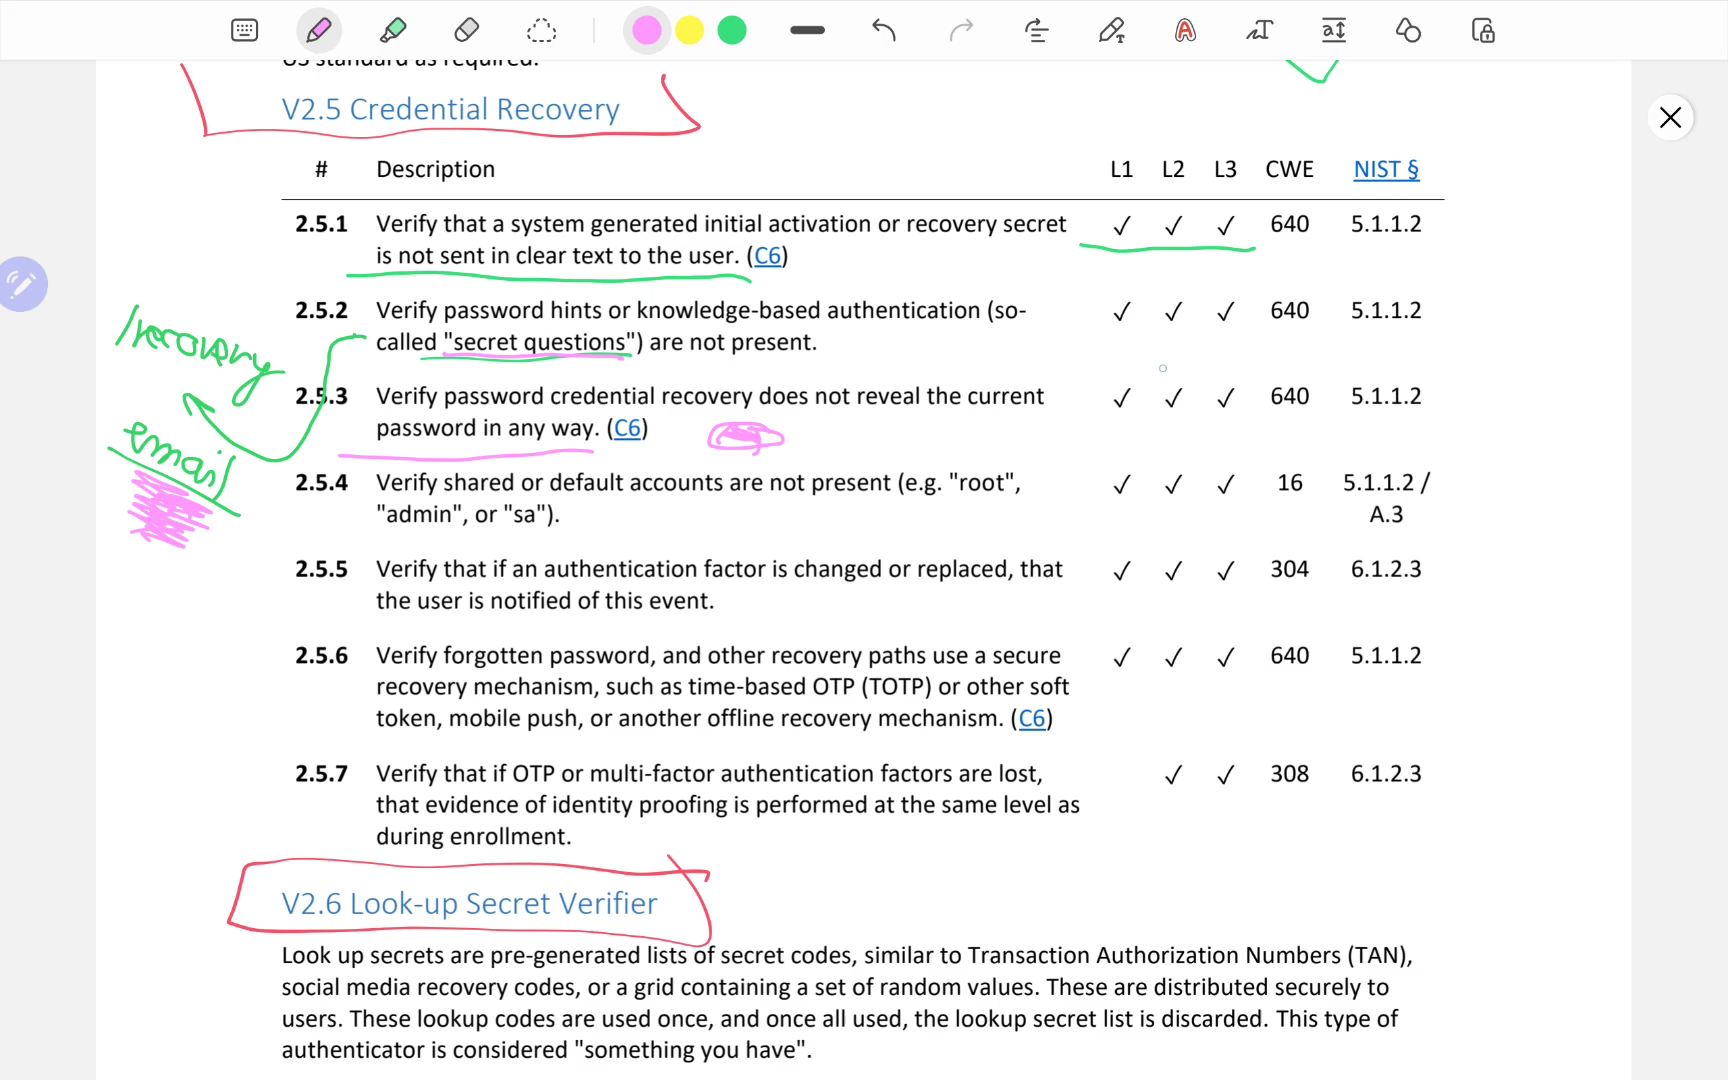 US standard as required.
V2.5 Credential Recovery
# Description L1 L2 L3 CWE NIST §
2.5.1 Verify that a system generated initial activation or recovery secret ✓ ✓ ✓ 640 5.1.1.2
is not sent in clear text to the user. (C6)
2.5.2 Verify password hints or knowledge-based authentication (so- ✓ ✓ ✓ 640 5.1.1.2
called "secret questions") are not present.
/recovery
2.5.3 Verify password credential recovery does not reveal the current ✓ ✓ ✓ 640 5.1.1.2
password in any way. (C6)
email
2.5.4 Verify shared or default accounts are not present (e.g. "root", ✓ ✓ ✓ 16 5.1.1.2 /
"admin", or "sa"). A.3
2.5.5 Verify that if an authentication factor is changed or replaced, that ✓ ✓ ✓ 304 6.1.2.3
the user is notified of this event.
2.5.6 Verify forgotten password, and other recovery paths use a secure ✓ ✓ ✓ 640 5.1.1.2
recovery mechanism, such as time-based OTP (TOTP) or other soft
token, mobile push, or another offline recovery mechanism. (C6)
2.5.7 Verify that if OTP or multi-factor authentication factors are lost, ✓ ✓ 308 6.1.2.3
that evidence of identity proofing is performed at the same level as
during enrollment.
V2.6 Look-up Secret Verifier
Look up secrets are pre-generated lists of secret codes, similar to Transaction Authorization Numbers (TAN),
social media recovery codes, or a grid containing a set of random values. These are distributed securely to
users. These lookup codes are used once, and once all used, the lookup secret list is discarded. This type of
authenticator is considered "something you have".